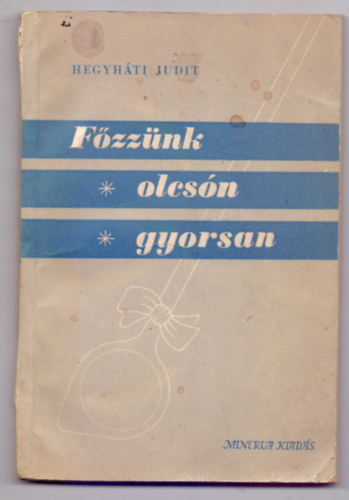 HEGYHÁTI JUDIT
Főzzünk
* olcsón
* gyorsan
MINERVA KIADÁS